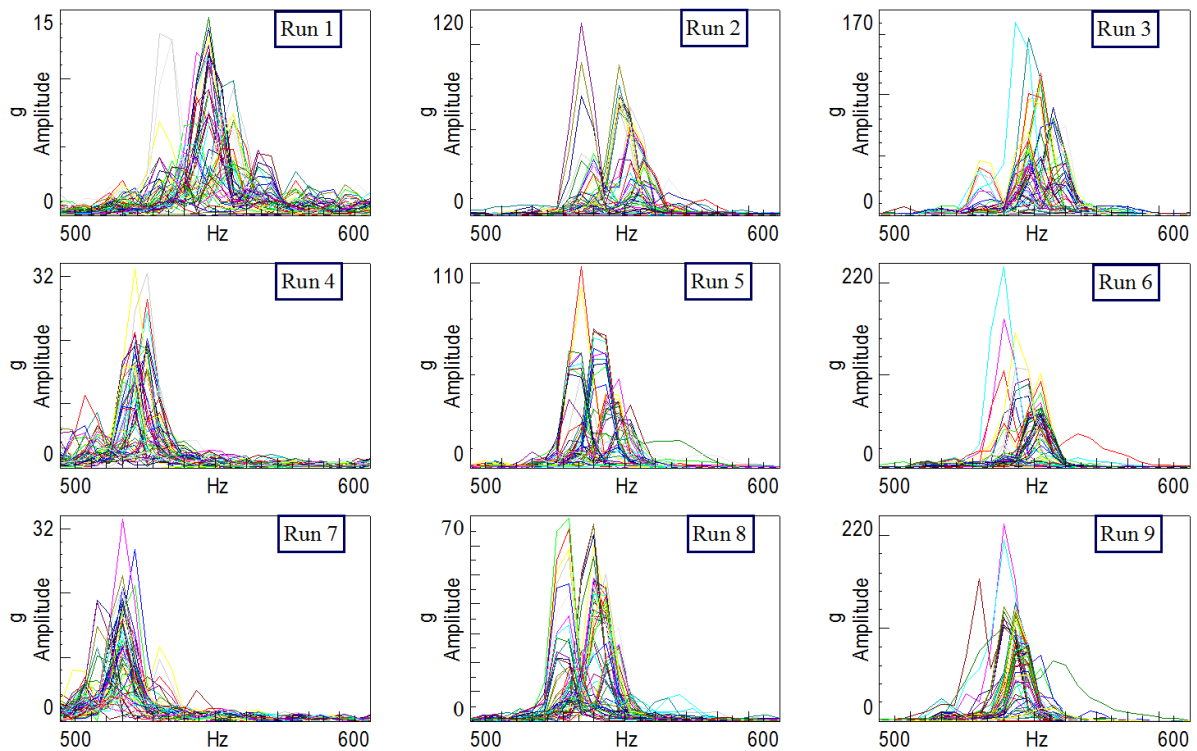 15
Run 1
g
Amplitude
0
500
Hz
600
120
Run 2
g
Amplitude
0
500
Hz
600
170
Run 3
g
Amplitude
0
500
Hz
600
32
Run 4
g
Amplitude
0
500
Hz
600
110
Run 5
g
Amplitude
0
500
Hz
600
220
Run 6
g
Amplitude
0
500
Hz
600
32
Run 7
g
Amplitude
0
500
Hz
600
70
Run 8
g
Amplitude
0
500
Hz
600
220
Run 9
g
Amplitude
0
500
Hz
600